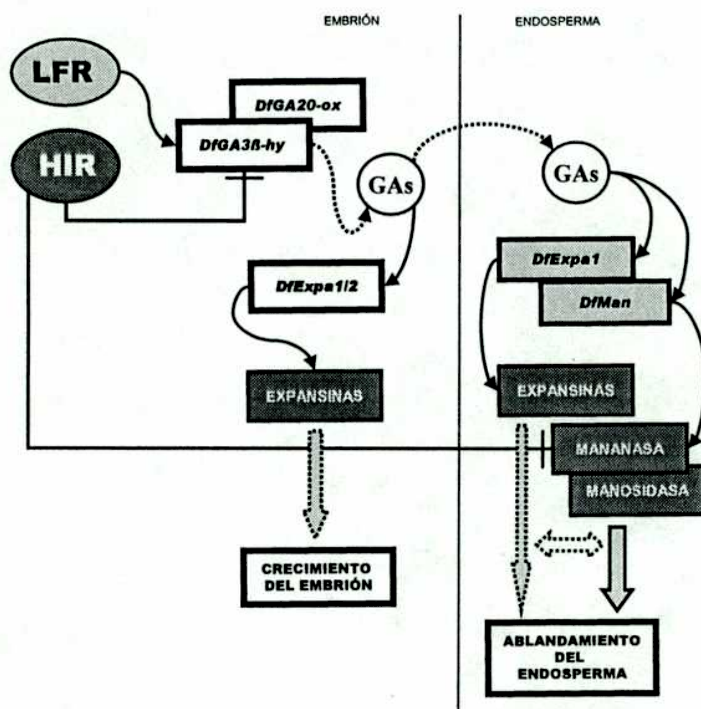 EMBRIÓN
ENDOSPERMA
LFR
DfGA20-ox
DfGA3ß-hy
HIR
GAs
GAs
DfExpa1/2
DfExpa1
DfMan
EXPANSINAS
EXPANSINAS
MANANASA
MANOSIDASA
CRECIMIENTO
DEL EMBRIÓN
ABLANDAMIENTO
DEL
ENDOSPERMA